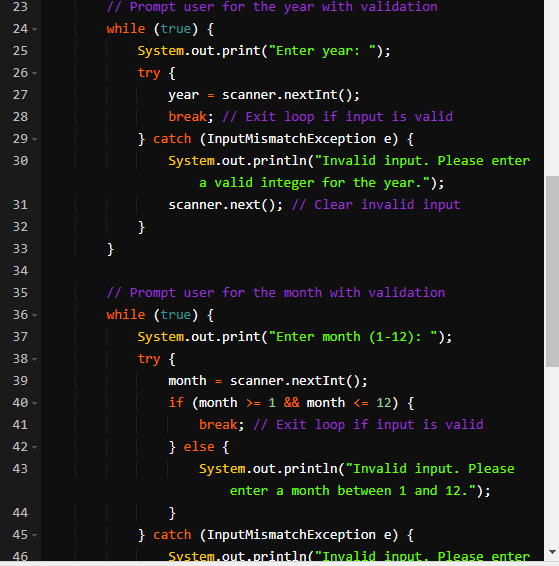 23 // Prompt user for the year with validation
24 while (true) {
25 System.out.print("Enter year: ");
26 try {
27 year = scanner.nextInt();
28 break; // Exit loop if input is valid
29 } catch (InputMismatchException e) {
30 System.out.println("Invalid input. Please enter
a valid integer for the year.");
31 scanner.next(); // Clear invalid input
32 }
33 }
34
35 // Prompt user for the month with validation
36 while (true) {
37 System.out.print("Enter month (1-12): ");
38 try {
39 month = scanner.nextInt();
40 if (month >= 1 && month <= 12) {
41 break; // Exit loop if input is valid
42 } else {
43 System.out.println("Invalid input. Please
enter a month between 1 and 12.");
44 }
45 } catch (InputMismatchException e) {
46 System.out.println("Invalid input. Please enter